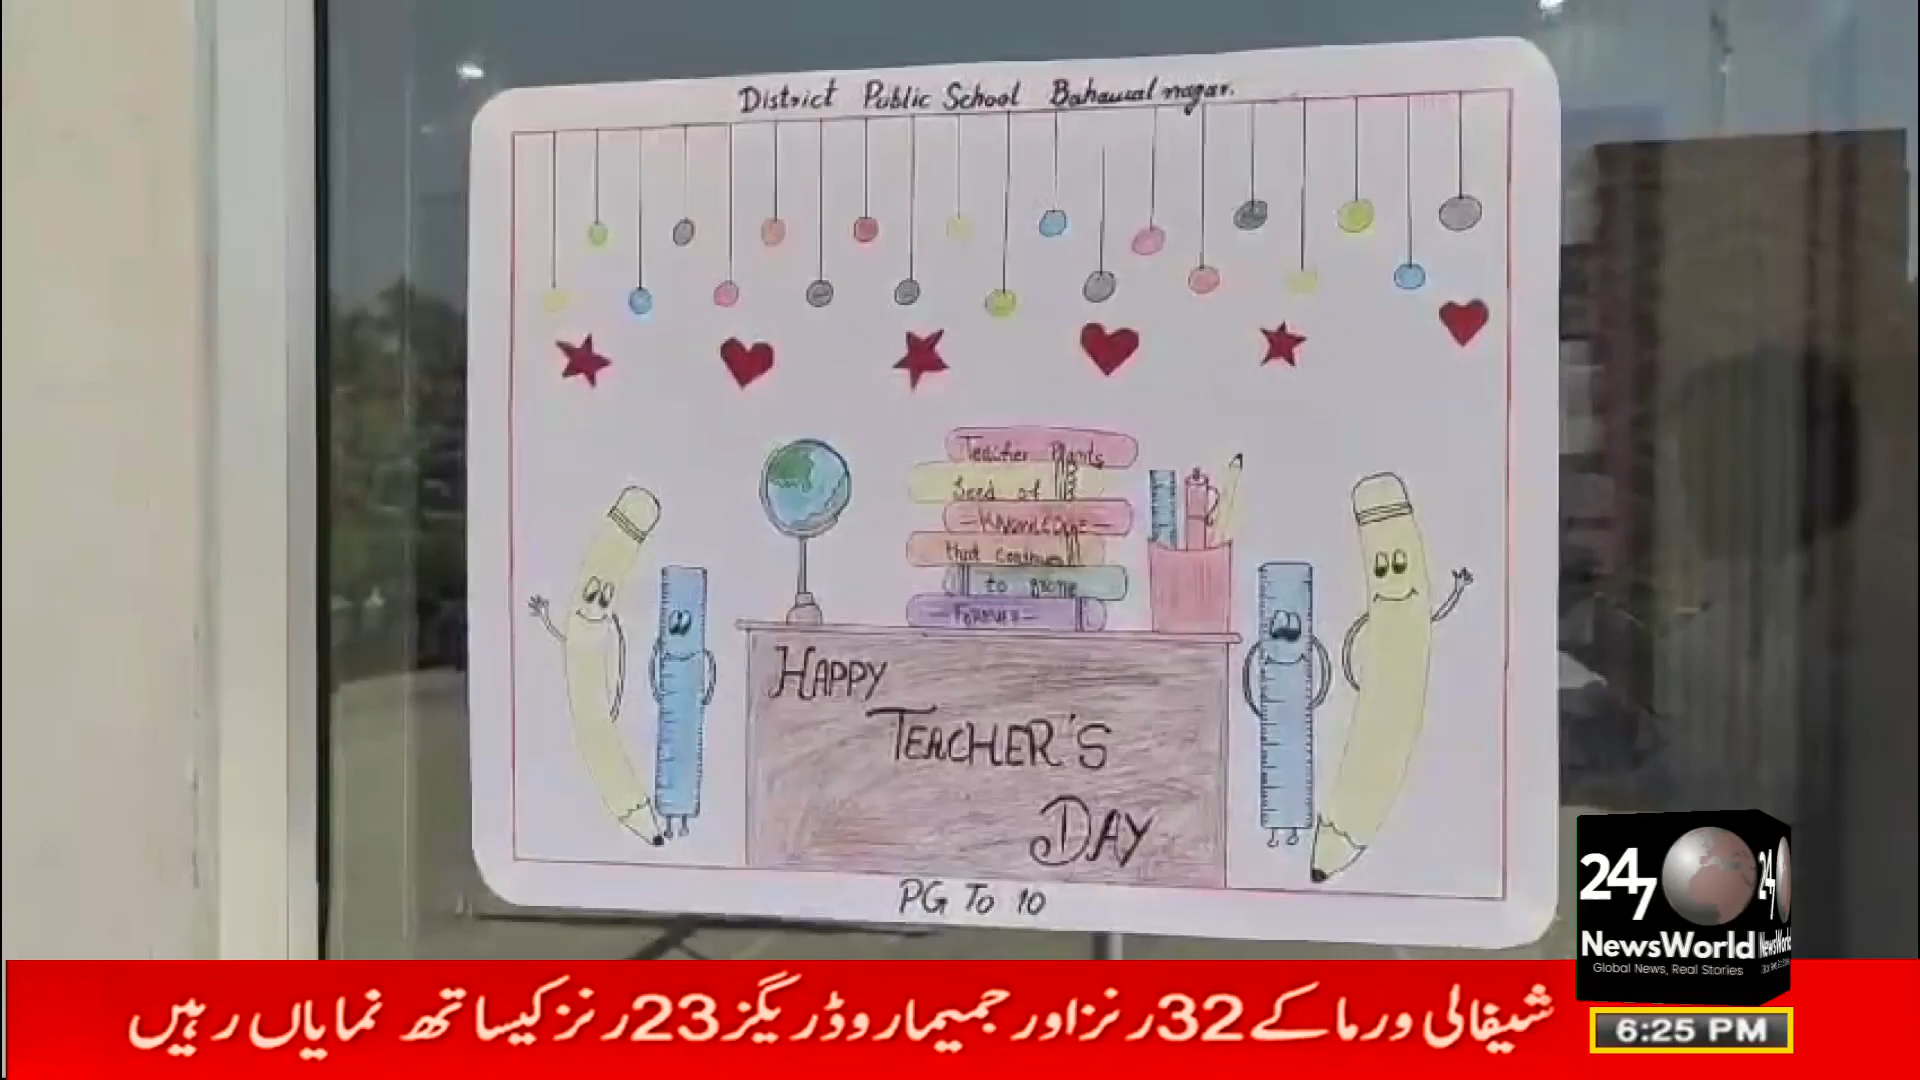 District Public School Bahawalnagar.
Teacher Plants
Seed of
-KNOWLEDGE-
that continues
to grow
-Forever-
HAPPY
TEACHER'S
DAY
PG To 10
24/7
NewsWorld
Global News, Real Stories
شیفالی ورما کے 32 رنز اور جمیما روڈریگز 23 رنز کیساتھ نمایاں رہیں
6:25 PM